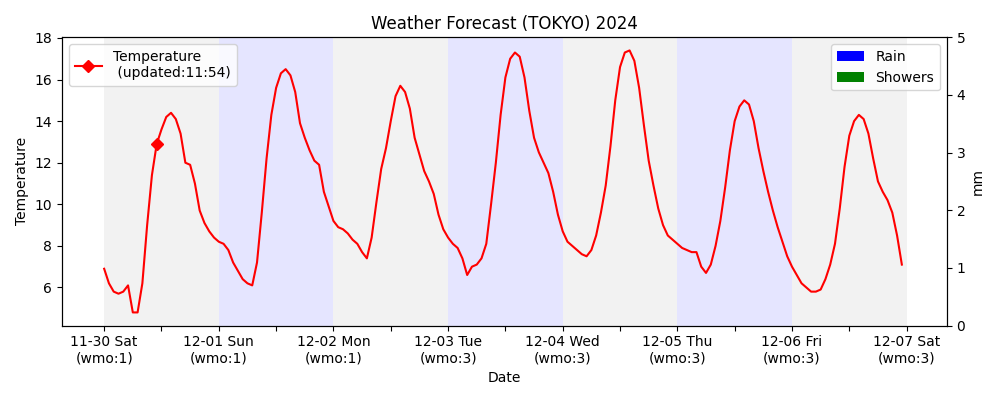 Weather Forecast (TOKYO) 2024
Temperature
(updated:11:54)
Rain
Showers
18
16
14
12
10
8
6
Temperature
5
4
3
2
1
0
mm
11-30 Sat
(wmo:1)
12-01 Sun
(wmo:1)
12-02 Mon
(wmo:1)
12-03 Tue
(wmo:3)
12-04 Wed
(wmo:3)
12-05 Thu
(wmo:3)
12-06 Fri
(wmo:3)
12-07 Sat
(wmo:3)
Date